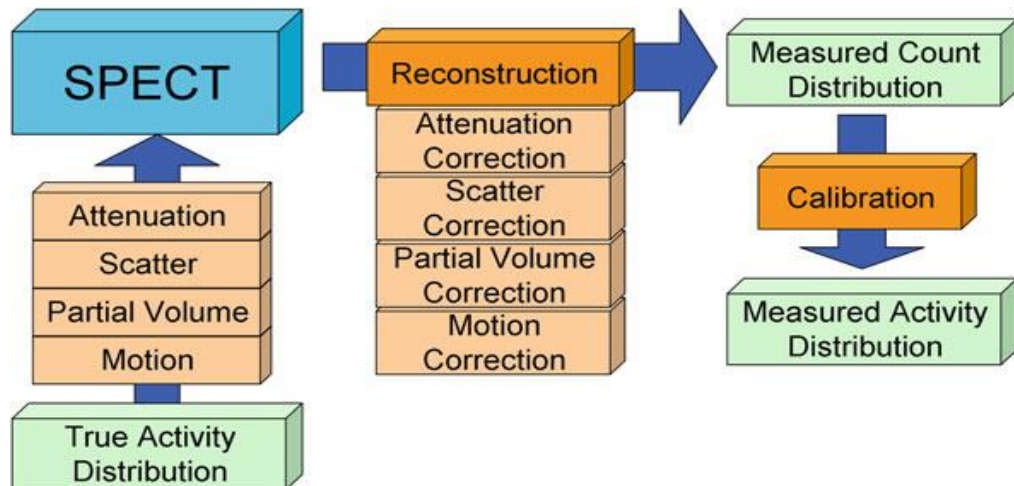 SPECT
Attenuation
Scatter
Partial Volume
Motion
True Activity
Distribution
Reconstruction
Attenuation
Correction
Scatter
Correction
Partial Volume
Correction
Motion
Correction
Measured Count
Distribution
Calibration
Measured Activity
Distribution